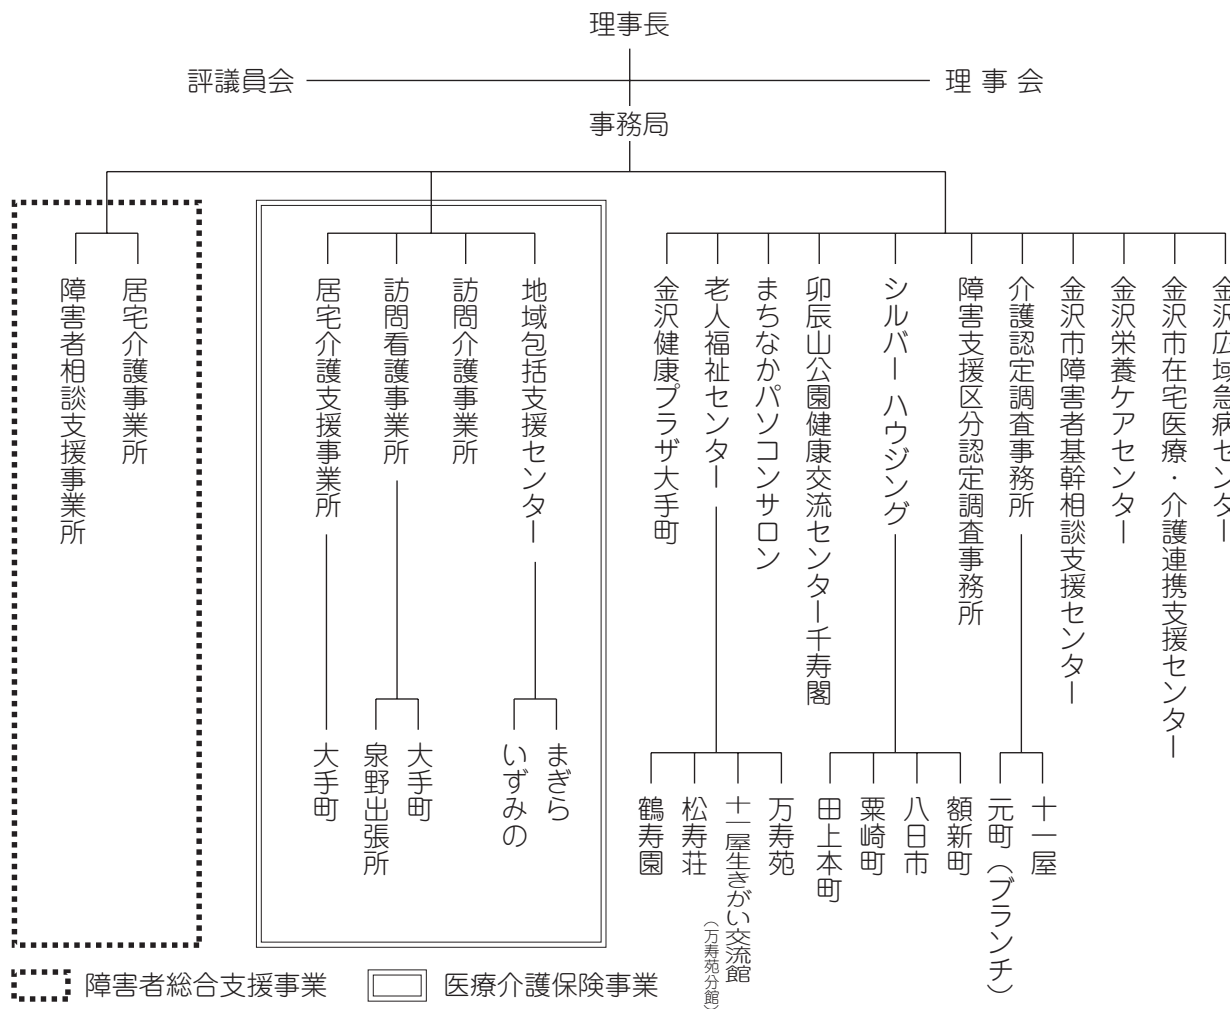 理事長
評議員会
理事会
事務局
障害者相談支援事業所
居宅介護事業所
居宅介護支援事業所
訪問看護事業所
訪問介護事業所
地域包括支援センター
金沢健康プラザ大手町
老人福祉センター
まちなかパソコンサロン
卯辰山公園健康交流センター千寿閣
シルバー ハウジング
障害支援区分認定調査事務所
介護認定調査事務所
金沢市障害者基幹相談支援センター
金沢栄養ケアセンター
金沢市在宅医療・介護連携支援センター
金沢広域急病センター
大手町
泉野出張所
大手町
いずみの
まぎら
鶴寿園
松寿荘
十一屋生きがい交流館
(万寿苑分館)
万寿苑
田上本町
粟崎町
八日市
額新町
元町(ブランチ)
十一屋
障害者総合支援事業
医療介護保険事業